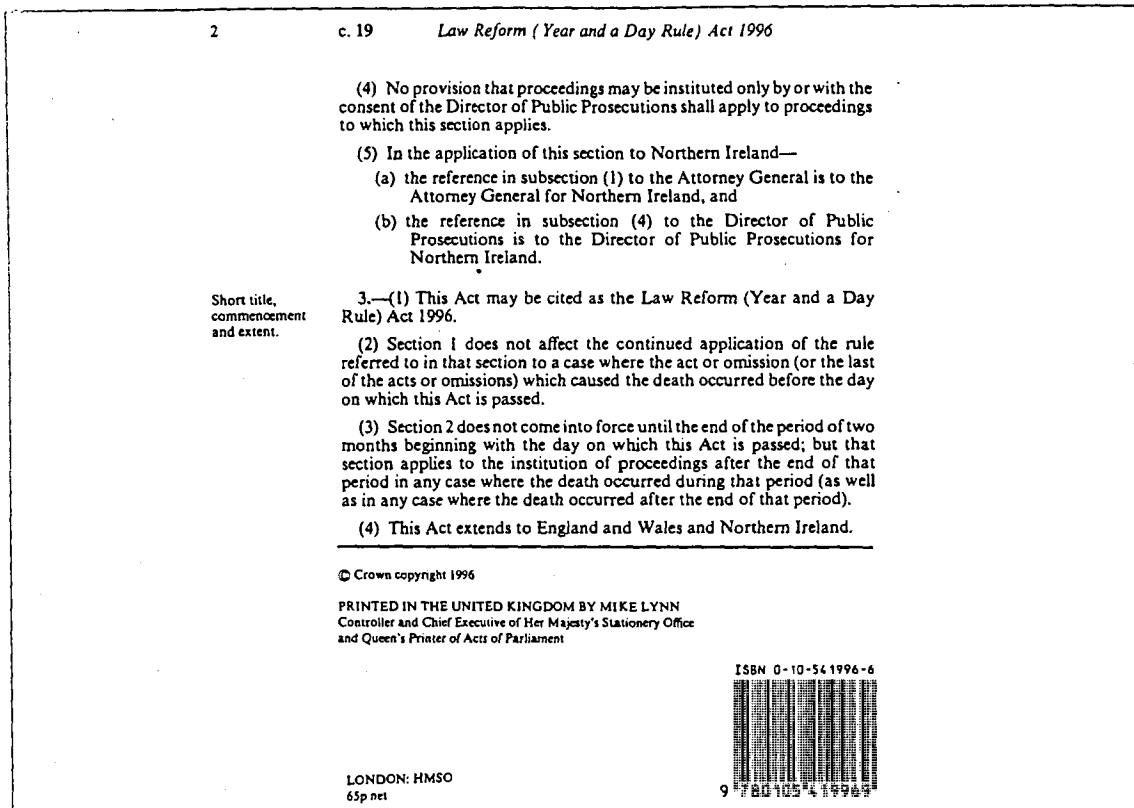 2 c. 19 Law Reform (Year and a Day Rule) Act 1996
(4) No provision that proceedings may be instituted only by or with the
consent of the Director of Public Prosecutions shall apply to proceedings
to which this section applies.
(5) In the application of this section to Northern Ireland—
(a) the reference in subsection (1) to the Attorney General is to the
Attorney General for Northern Ireland, and
(b) the reference in subsection (4) to the Director of Public
Prosecutions is to the Director of Public Prosecutions for
Northern Ireland.
Short title,
commencement
and extent.
3.—(1) This Act may be cited as the Law Reform (Year and a Day
Rule) Act 1996.
(2) Section 1 does not affect the continued application of the rule
referred to in that section to a case where the act or omission (or the last
of the acts or omissions) which caused the death occurred before the day
on which this Act is passed.
(3) Section 2 does not come into force until the end of the period of two
months beginning with the day on which this Act is passed; but that
section applies to the institution of proceedings after the end of that
period in any case where the death occurred during that period (as well
as in any case where the death occurred after the end of that period).
(4) This Act extends to England and Wales and Northern Ireland.
© Crown copyright 1996
PRINTED IN THE UNITED KINGDOM BY MIKE LYNN
Controller and Chief Executive of Her Majesty's Stationery Office
and Queen's Printer of Acts of Parliament
ISBN 0-10-541996-6
9 780105 419969
LONDON: HMSO
65p net